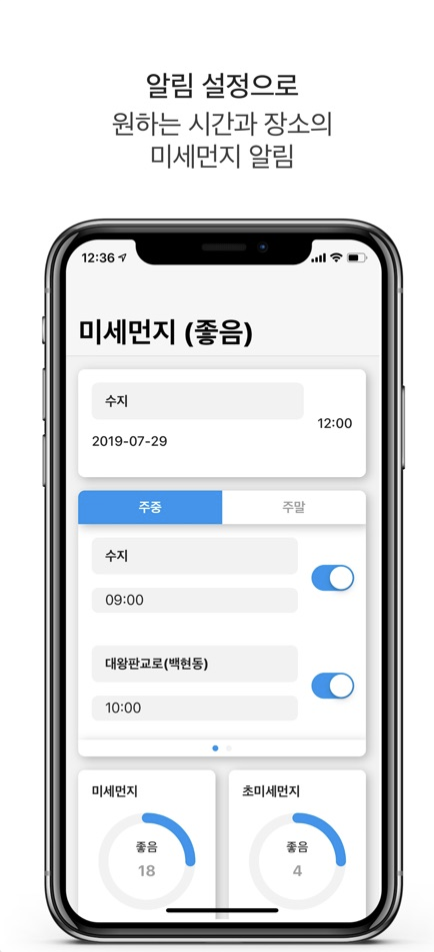 알림 설정으로
원하는 시간과 장소의
미세먼지 알림
12:36
미세먼지 (좋음)
수지
12:00
2019-07-29
주중
주말
수지
09:00
대왕판교로(백현동)
10:00
미세먼지
초미세먼지
좋음
18
좋음
4